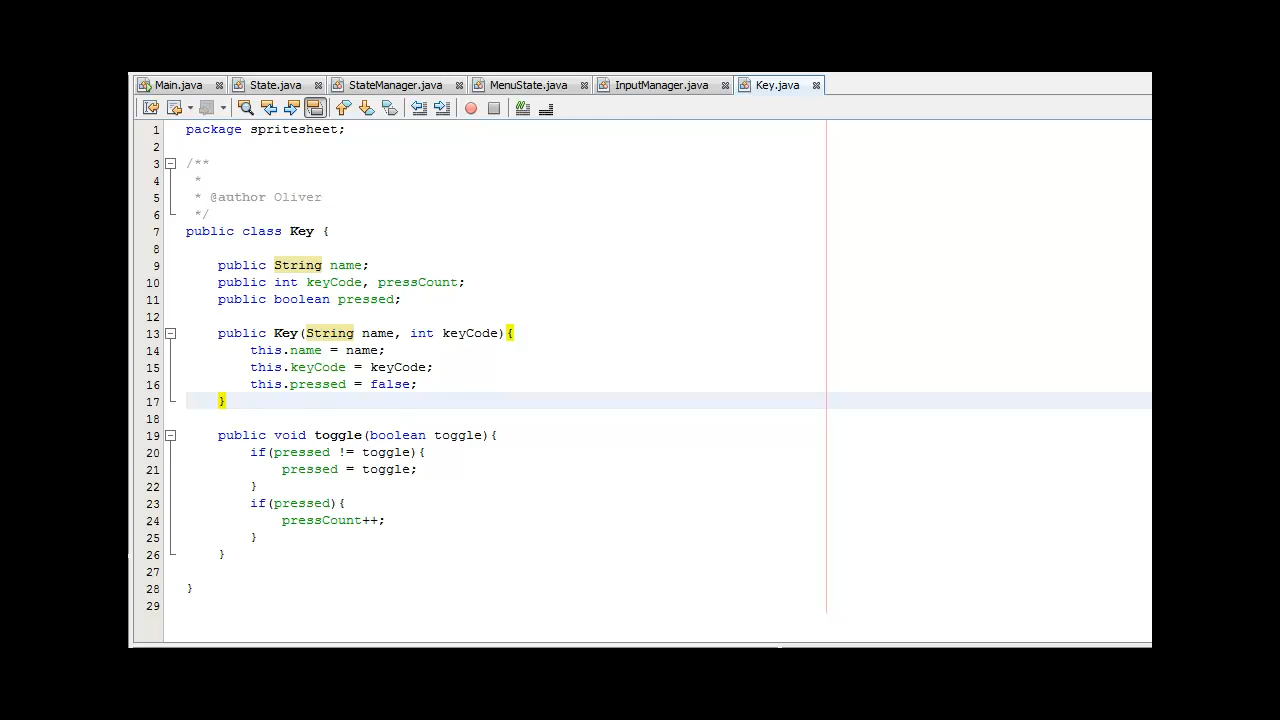 Main.java State.java StateManager.java MenuState.java InputManager.java Key.java
1 package spritesheet;
2
3 /**
4 *
5 * @author Oliver
6 */
7 public class Key {
8
9 public String name;
10 public int keyCode, pressCount;
11 public boolean pressed;
12
13 public Key(String name, int keyCode){
14 this.name = name;
15 this.keyCode = keyCode;
16 this.pressed = false;
17 }
18
19 public void toggle(boolean toggle){
20 if(pressed != toggle){
21 pressed = toggle;
22 }
23 if(pressed){
24 pressCount++;
25 }
26 }
27
28 }
29